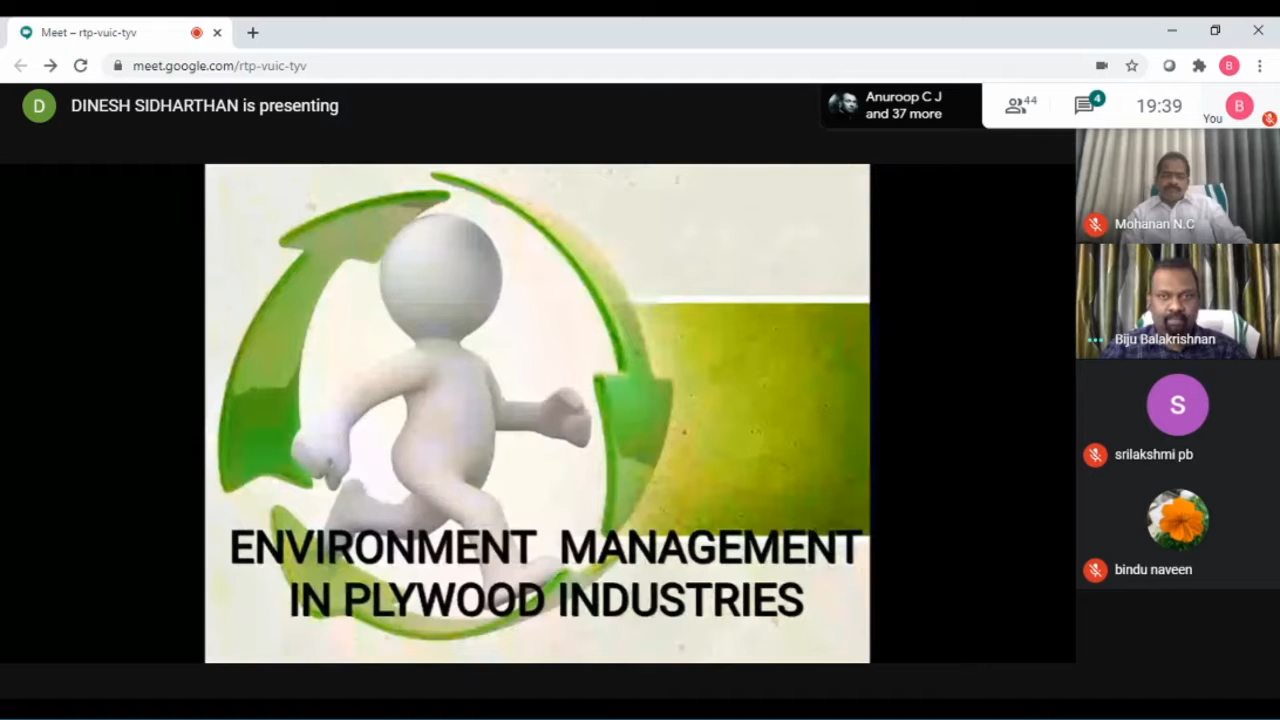 Meet – rtp-vuic-tyv
meet.google.com/rtp-vuic-tyv
B
D
DINESH SIDHARTHAN is presenting
Anuroop C J
and 37 more
44
4
19:39
You
B
Mohanan N.C
Biju Balakrishnan
S
srilakshmi pb
bindu naveen
ENVIRONMENT MANAGEMENT
IN PLYWOOD INDUSTRIES